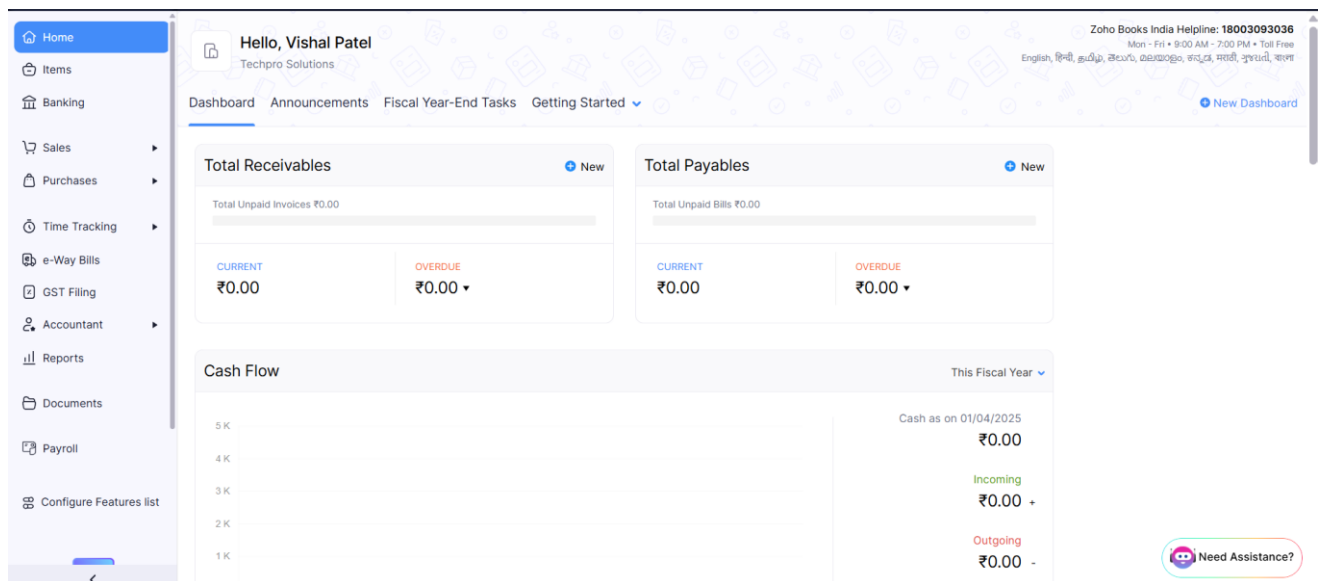 Home
Items
Banking
Sales
Purchases
Time Tracking
e-Way Bills
GST Filing
Accountant
Reports
Documents
Payroll
Configure Features list
Hello, Vishal Patel
Techpro Solutions
Zoho Books India Helpline: 18003093036
Mon - Fri • 9:00 AM - 7:00 PM • Toll Free
English, हिन्दी, தமிழ், తెలుగు, മലയാളം, ಕನ್ನಡ, मराठी, ગુજરાતી, বাংলা
Dashboard Announcements Fiscal Year-End Tasks Getting Started
New Dashboard
Total Receivables
New
Total Unpaid Invoices ₹0.00
CURRENT
₹0.00
OVERDUE
₹0.00
Total Payables
New
Total Unpaid Bills ₹0.00
CURRENT
₹0.00
OVERDUE
₹0.00
Cash Flow
This Fiscal Year
5 K
4 K
3 K
2 K
1 K
Cash as on 01/04/2025
₹0.00
Incoming
₹0.00 +
Outgoing
₹0.00 -
Need Assistance?